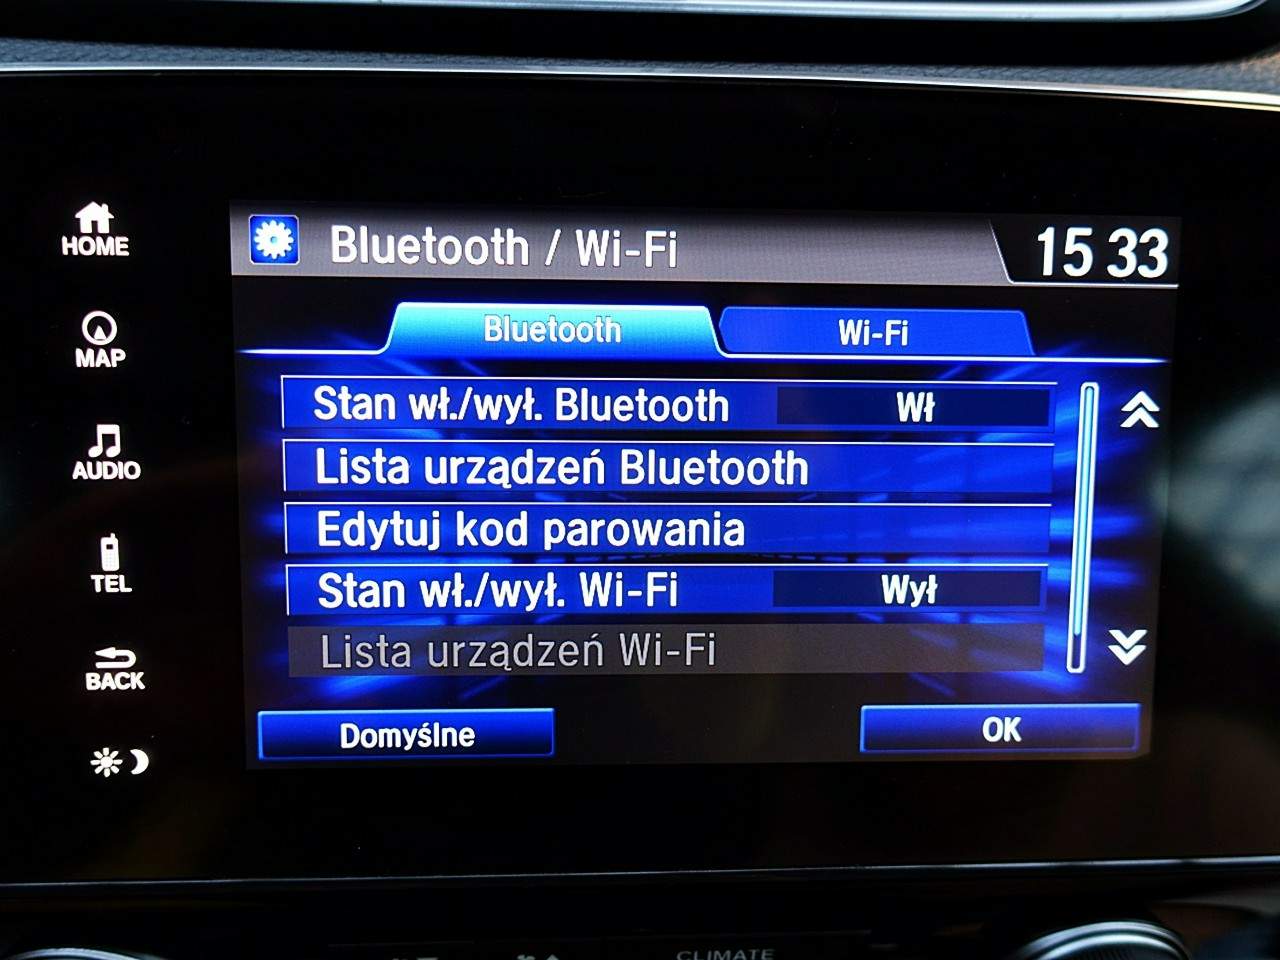 HOME
MAP
AUDIO
TEL
BACK
Bluetooth / Wi-Fi
15 33
Bluetooth
Wi-Fi
Stan wł./wył. Bluetooth Wł
Lista urządzeń Bluetooth
Edytuj kod parowania
Stan wł./wył. Wi-Fi Wył
Lista urządzeń Wi-Fi
Domyślne
OK
CLIMATE